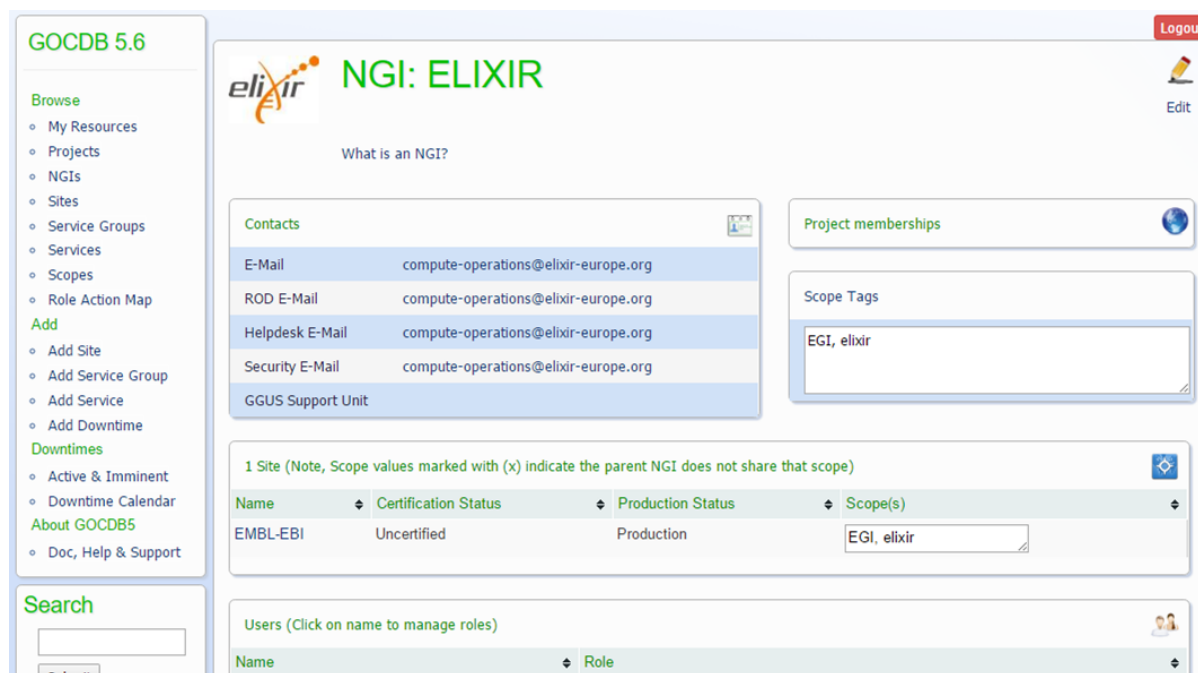 GOCDB 5.6
Browse
My Resources
Projects
NGIs
Sites
Service Groups
Services
Scopes
Role Action Map
Add
Add Site
Add Service Group
Add Service
Add Downtime
Downtimes
Active & Imminent
Downtime Calendar
About GOCDB5
Doc, Help & Support
Search
Logou
elixir
NGI: ELIXIR
Edit
What is an NGI?
Contacts
E-Mail compute-operations@elixir-europe.org
ROD E-Mail compute-operations@elixir-europe.org
Helpdesk E-Mail compute-operations@elixir-europe.org
Security E-Mail compute-operations@elixir-europe.org
GGUS Support Unit
Project memberships
Scope Tags
EGI, elixir
1 Site (Note, Scope values marked with (x) indicate the parent NGI does not share that scope)
Name Certification Status Production Status Scope(s)
EMBL-EBI Uncertified Production EGI, elixir
Users (Click on name to manage roles)
Name Role